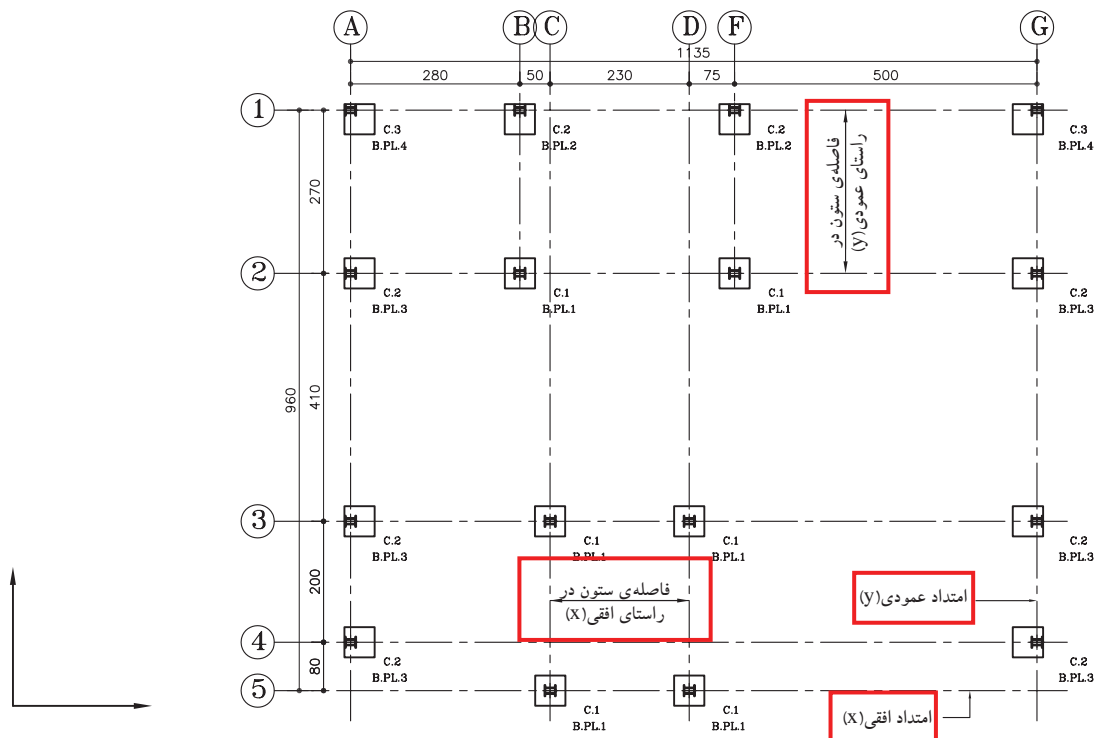 A B C D F G
1135
280 50 230 75 500
1
C.3
B.PL.4
C.2
B.PL.2
C.2
B.PL.2
C.3
B.PL.4
فاصله‌ی ستون در
راستای عمودی(y)
270
2
C.2
B.PL.3
C.1
B.PL.1
C.1
B.PL.1
C.2
B.PL.3
960
410
3
C.2
B.PL.3
C.1
B.PL.1
C.1
B.PL.1
C.2
B.PL.3
200
فاصله‌ی ستون در
راستای افقی(x)
امتداد عمودی(y)
4
C.2
B.PL.3
C.2
B.PL.3
80
5
C.1
B.PL.1
C.1
B.PL.1
امتداد افقی(x)